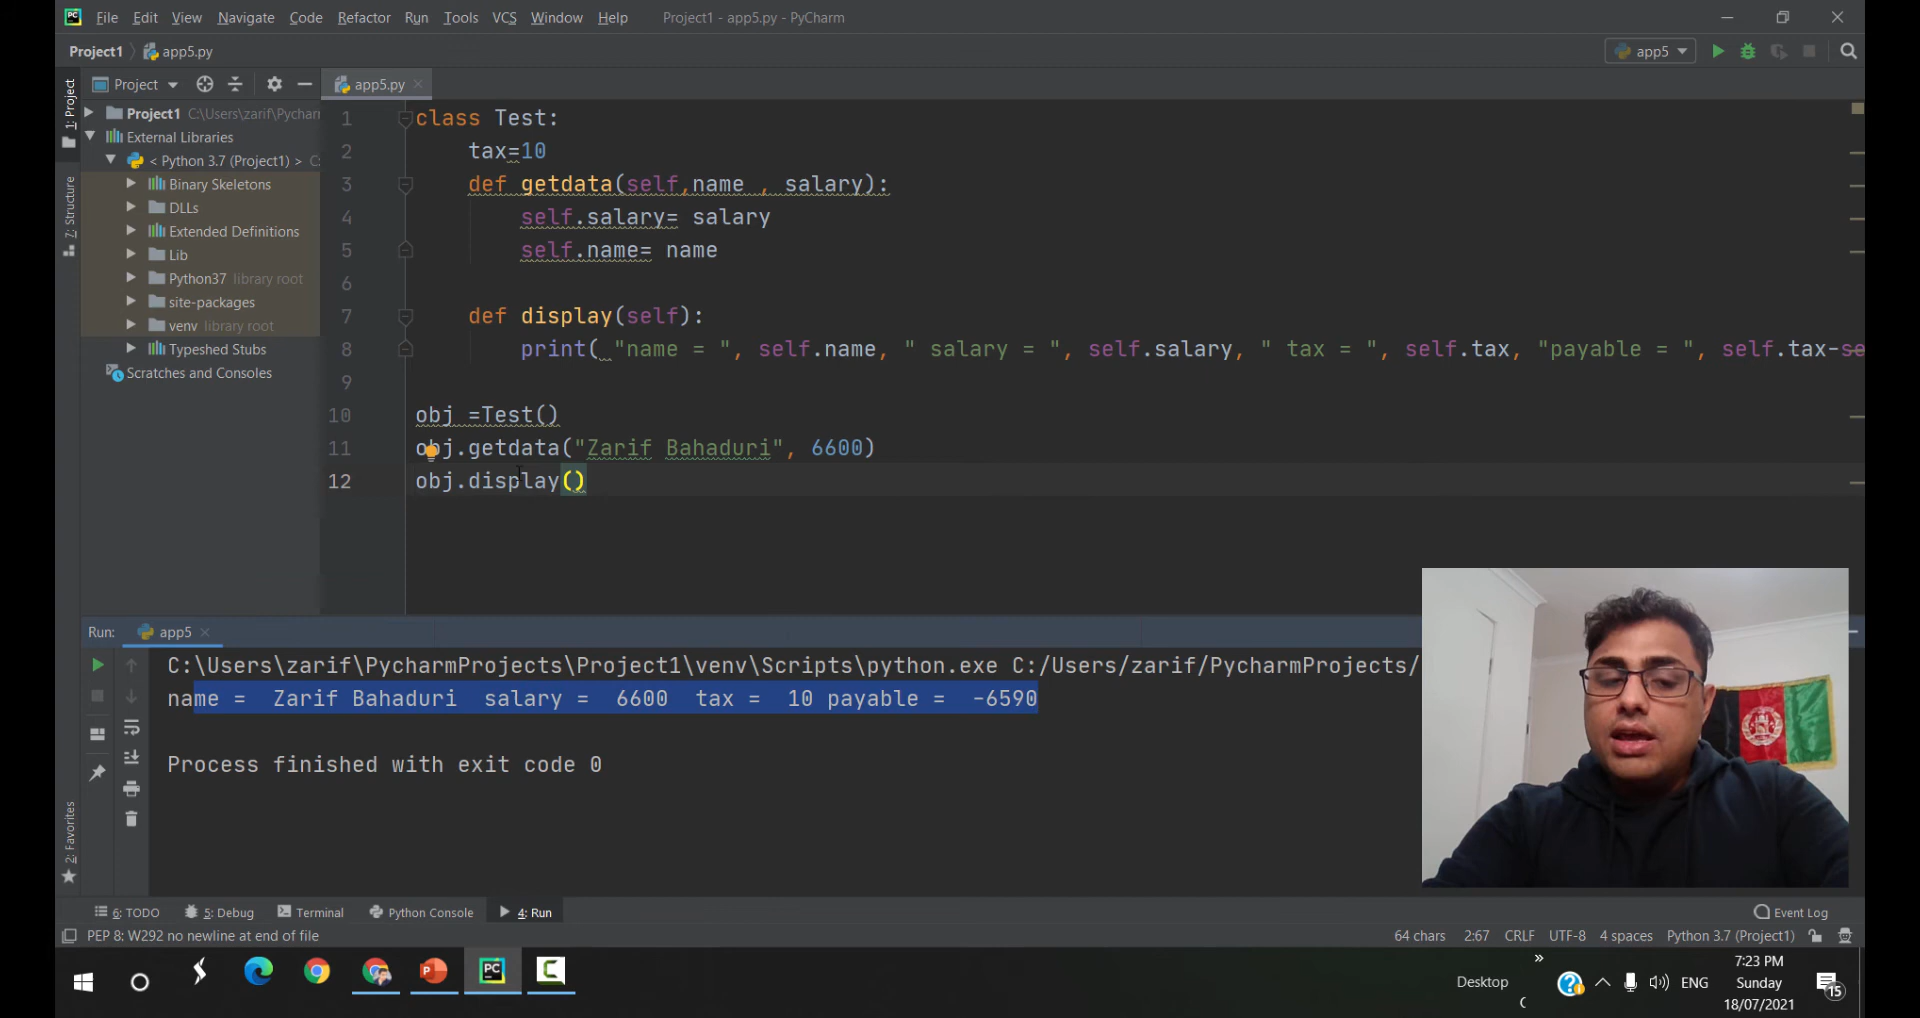 File Edit View Navigate Code Refactor Run Tools VCS Window Help Project1 - app5.py - PyCharm
Project1 app5.py app5
1: Project
7: Structure
2: Favorites
Project
Project1 C:\Users\zarif\Pycharm
External Libraries
< Python 3.7 (Project1) > C:
Binary Skeletons
DLLs
Extended Definitions
Lib
Python37 library root
site-packages
venv library root
Typeshed Stubs
Scratches and Consoles
app5.py
1 class Test:
2 tax=10
3 def getdata(self,name , salary):
4 self.salary= salary
5 self.name= name
6
7 def display(self):
8 print( "name = ", self.name, " salary = ", self.salary, " tax = ", self.tax, "payable = ", self.tax-se
9
10 obj =Test()
11 obj.getdata("Zarif Bahaduri", 6600)
12 obj.display()
Run: app5
C:\Users\zarif\PycharmProjects\Project1\venv\Scripts\python.exe C:/Users/zarif/PycharmProjects/
name = Zarif Bahaduri salary = 6600 tax = 10 payable = -6590
Process finished with exit code 0
6: TODO 5: Debug Terminal Python Console 4: Run Event Log
PEP 8: W292 no newline at end of file 64 chars 2:67 CRLF UTF-8 4 spaces Python 3.7 (Project1)
PC
Desktop » ENG
7:23 PM
Sunday
18/07/2021
15